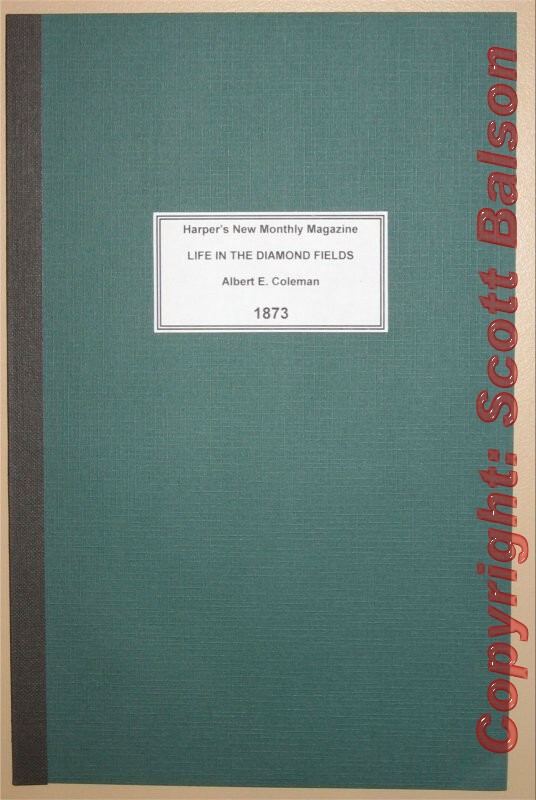 Harper's New Monthly Magazine
LIFE IN THE DIAMOND FIELDS
Albert E. Coleman
1873
Copyright: Scott Balson